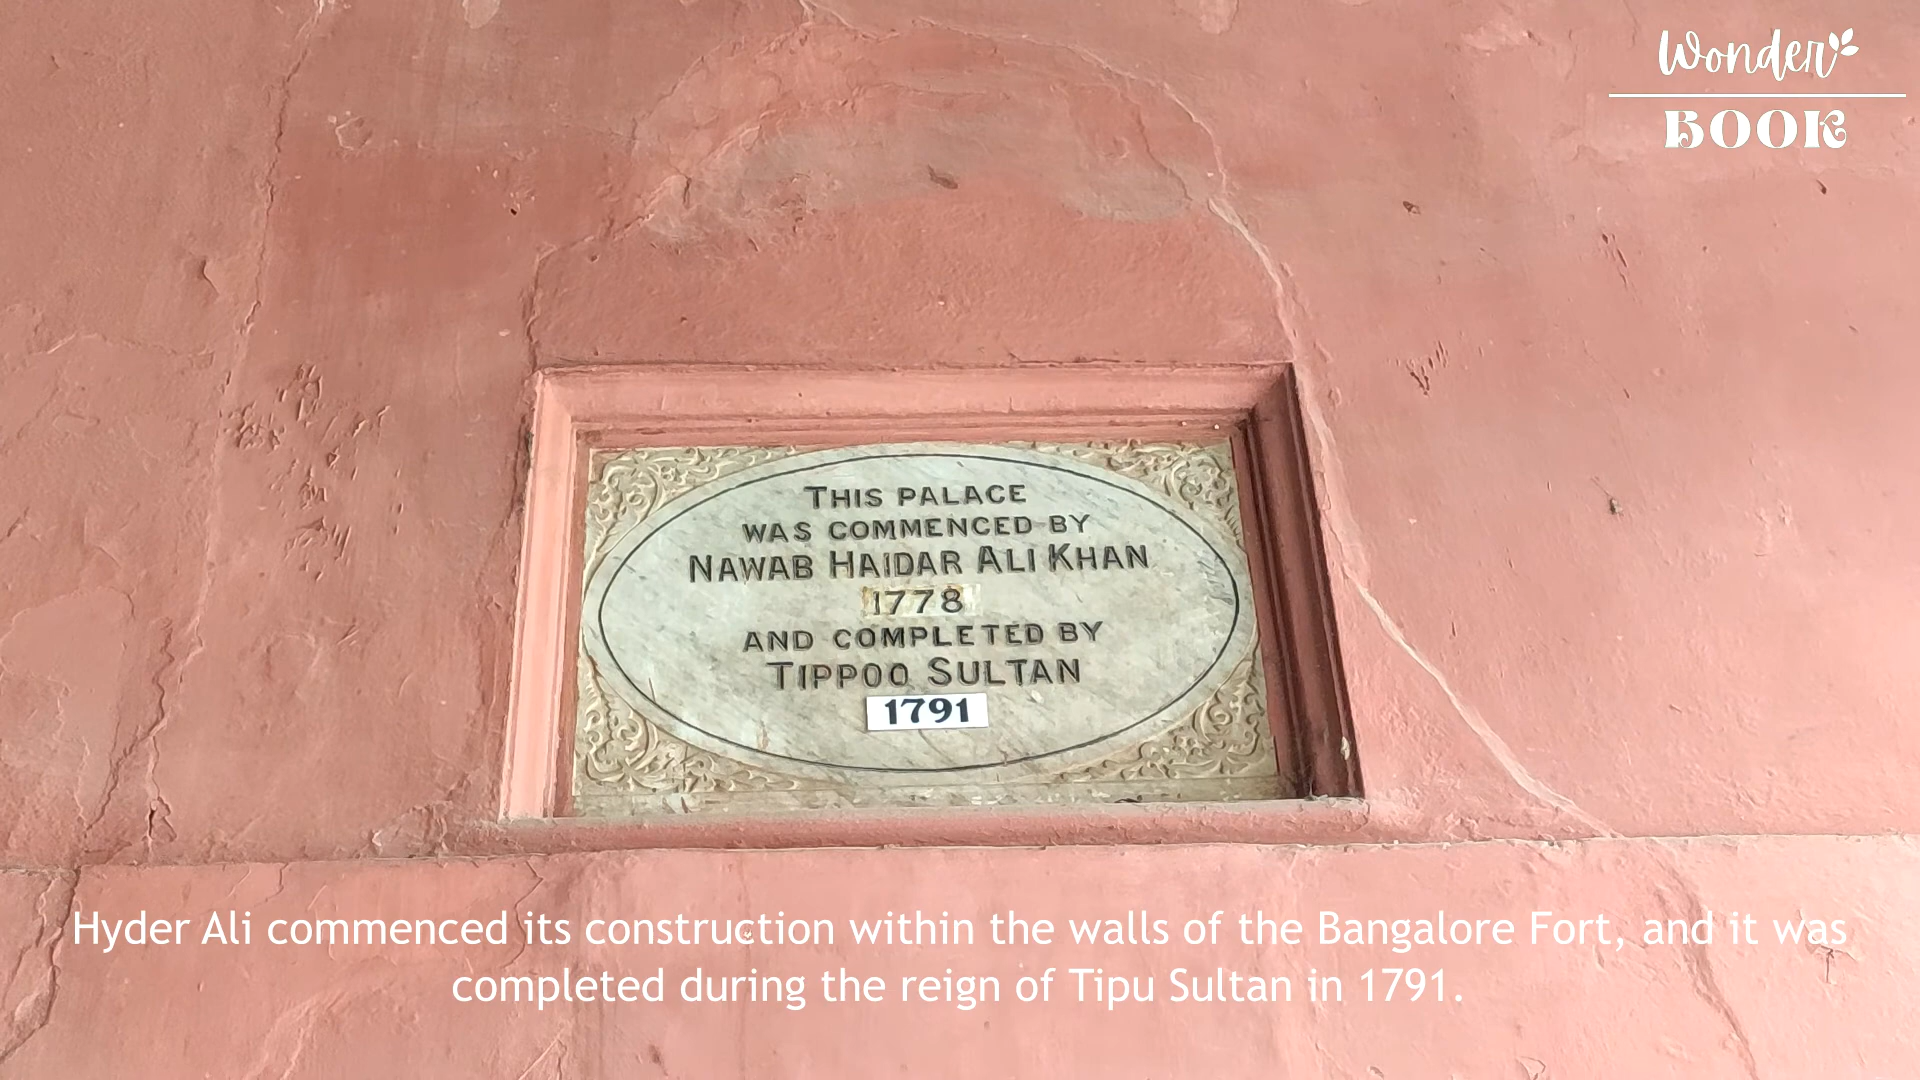 Wonder
BOOK
THIS PALACE
WAS COMMENCED BY
NAWAB HAIDAR ALI KHAN
1778
AND COMPLETED BY
TIPPOO SULTAN
1791
Hyder Ali commenced its construction within the walls of the Bangalore Fort, and it was
completed during the reign of Tipu Sultan in 1791.